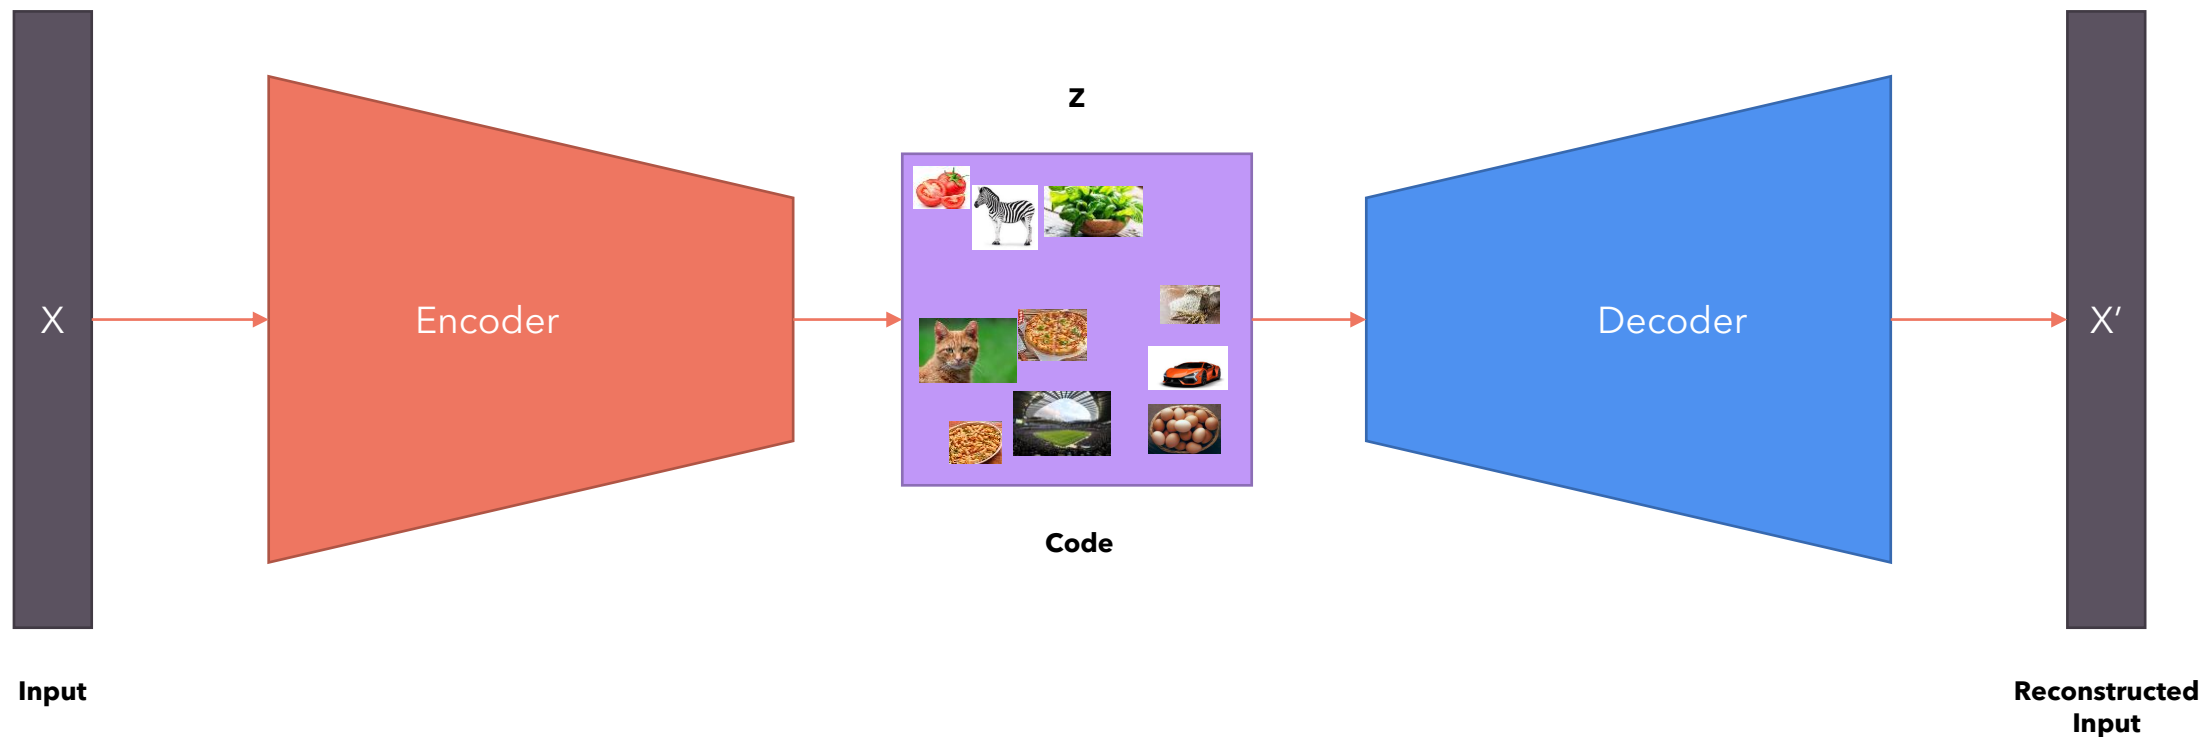 Z
X
Encoder
Decoder
X’
Code
Input
Reconstructed
Input